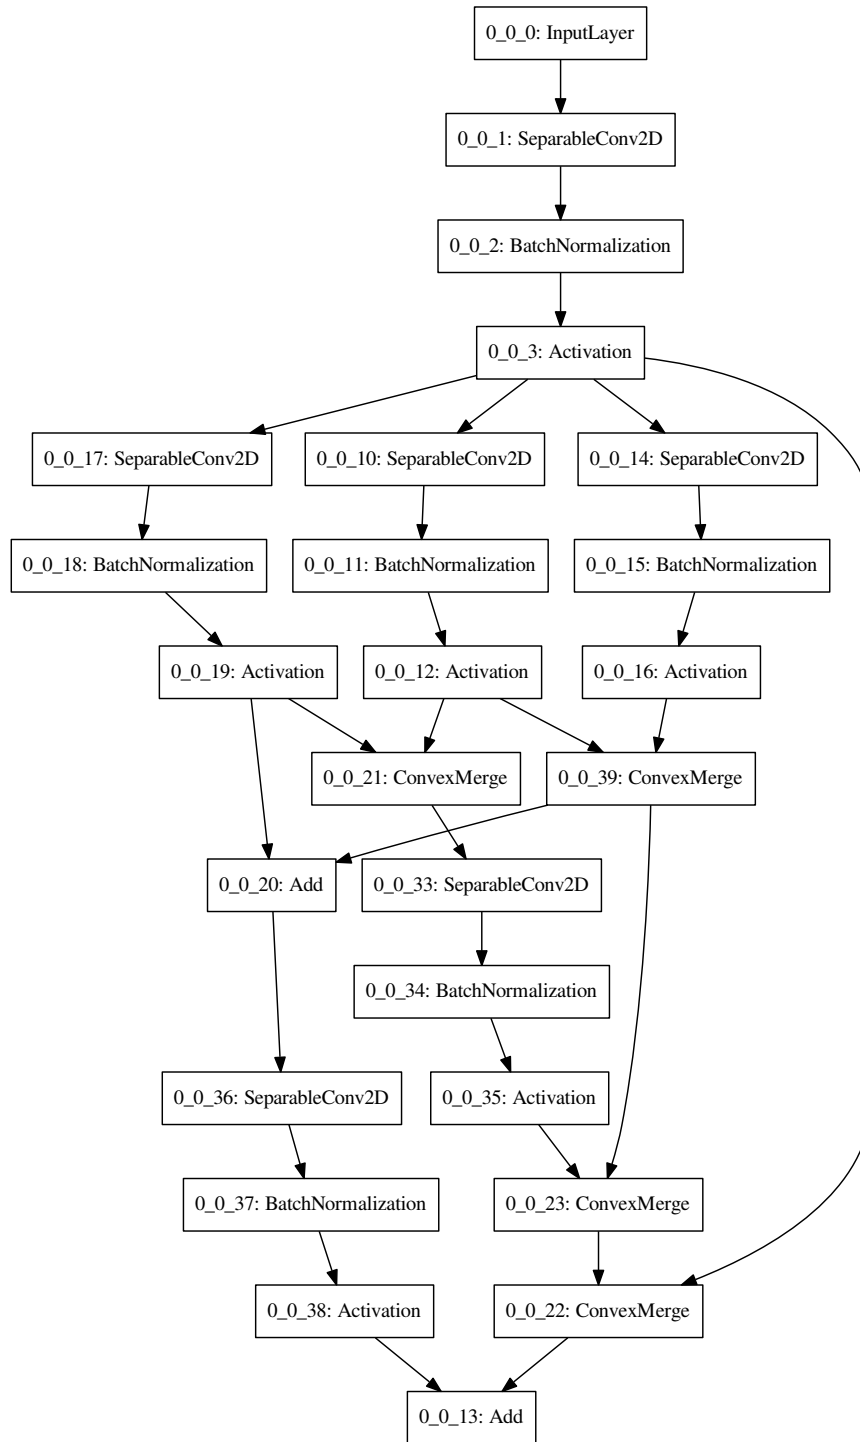 0_0_0: InputLayer
0_0_1: SeparableConv2D
0_0_2: BatchNormalization
0_0_3: Activation
0_0_17: SeparableConv2D
0_0_10: SeparableConv2D
0_0_14: SeparableConv2D
0_0_18: BatchNormalization
0_0_11: BatchNormalization
0_0_15: BatchNormalization
0_0_19: Activation
0_0_12: Activation
0_0_16: Activation
0_0_21: ConvexMerge
0_0_39: ConvexMerge
0_0_20: Add
0_0_33: SeparableConv2D
0_0_34: BatchNormalization
0_0_36: SeparableConv2D
0_0_35: Activation
0_0_37: BatchNormalization
0_0_23: ConvexMerge
0_0_38: Activation
0_0_22: ConvexMerge
0_0_13: Add